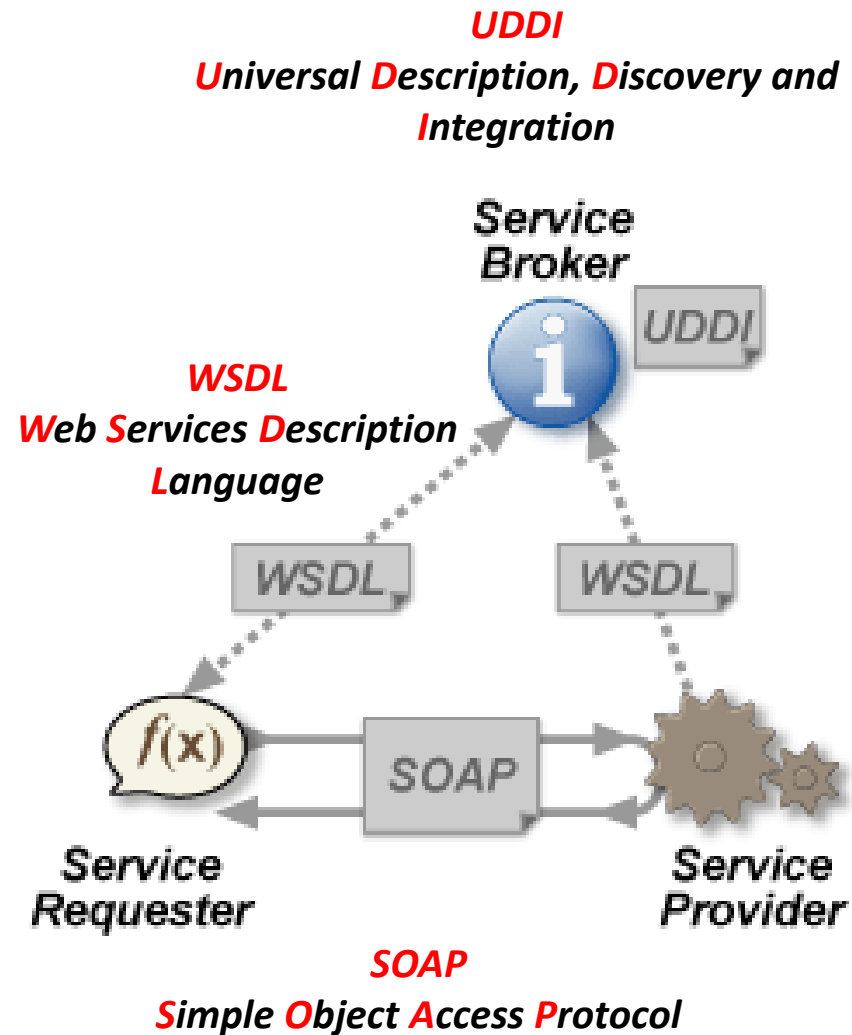 UDDI
Universal Description, Discovery and
Integration
Service
Broker
UDDI
i
WSDL
Web Services Description
Language
WSDL
WSDL
f(x)
SOAP
Service
Requester
Service
Provider
SOAP
Simple Object Access Protocol